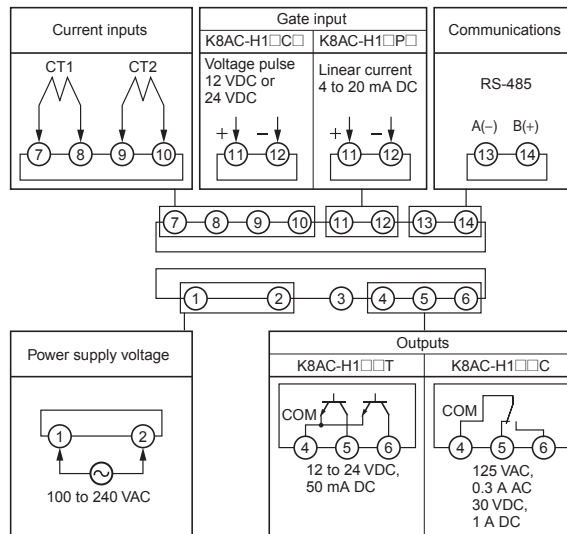 Current inputs
CT1 CT2
7 8 9 10
Gate input
K8AC-H1□C□
Voltage pulse
12 VDC or
24 VDC
+ −
11 12
K8AC-H1□P□
Linear current
4 to 20 mA DC
+ −
11 12
Communications
RS-485
A(−) B(+)
13 14
7 8 9 10 11 12 13 14
1 2 3 4 5 6
Power supply voltage
1 2
100 to 240 VAC
Outputs
K8AC-H1□□T
COM
4 5 6
12 to 24 VDC,
50 mA DC
K8AC-H1□□C
COM
4 5 6
125 VAC,
0.3 A AC
30 VDC,
1 A DC